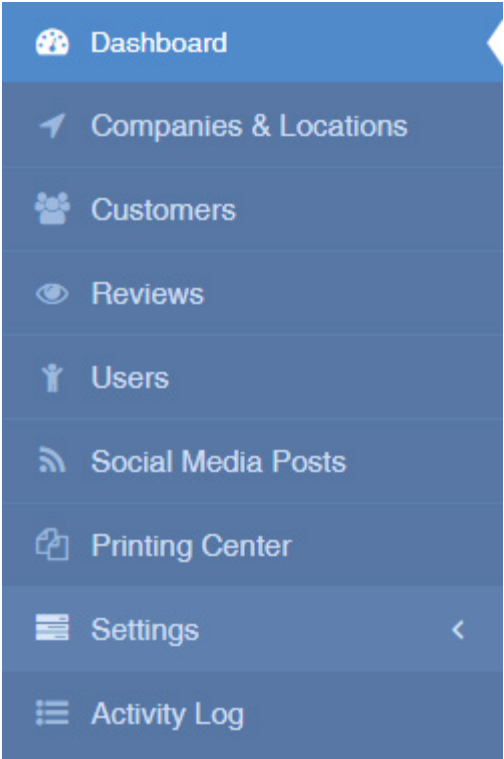 Dashboard
Companies & Locations
Customers
Reviews
Users
Social Media Posts
Printing Center
Settings
Activity Log